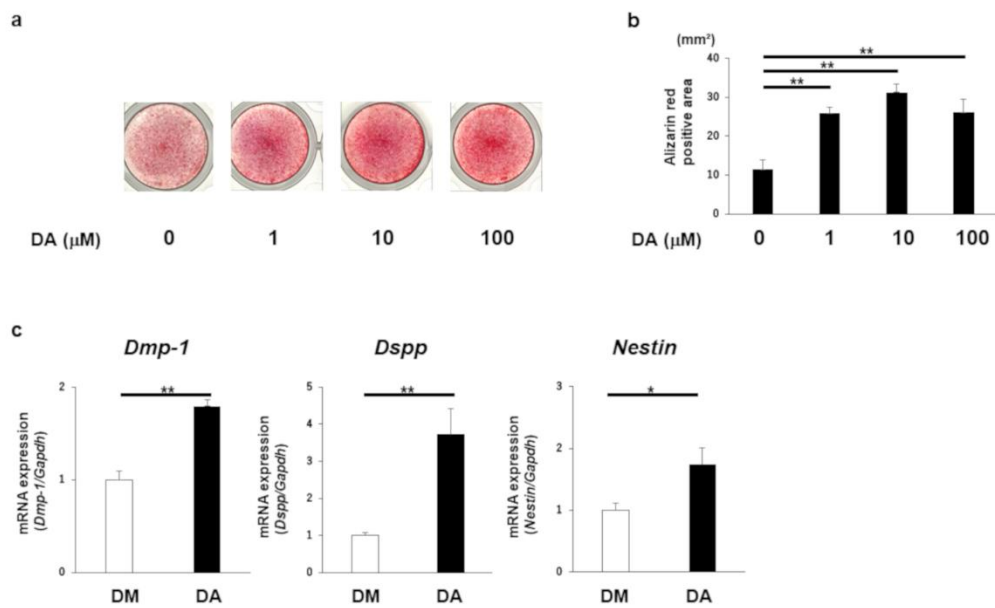 a
DA (μM) 0 1 10 100
b
(mm²)
Alizarin red
positive area
40
30
20
10
0
**
**
**
DA (μM) 0 1 10 100
c
Dmp-1
mRNA expression
(Dmp-1/Gapdh)
2
1
0
**
DM DA
Dspp
mRNA expression
(Dspp/Gapdh)
5
4
3
2
1
0
**
DM DA
Nestin
mRNA expression
(Nestin/Gapdh)
3
2
1
0
*
DM DA